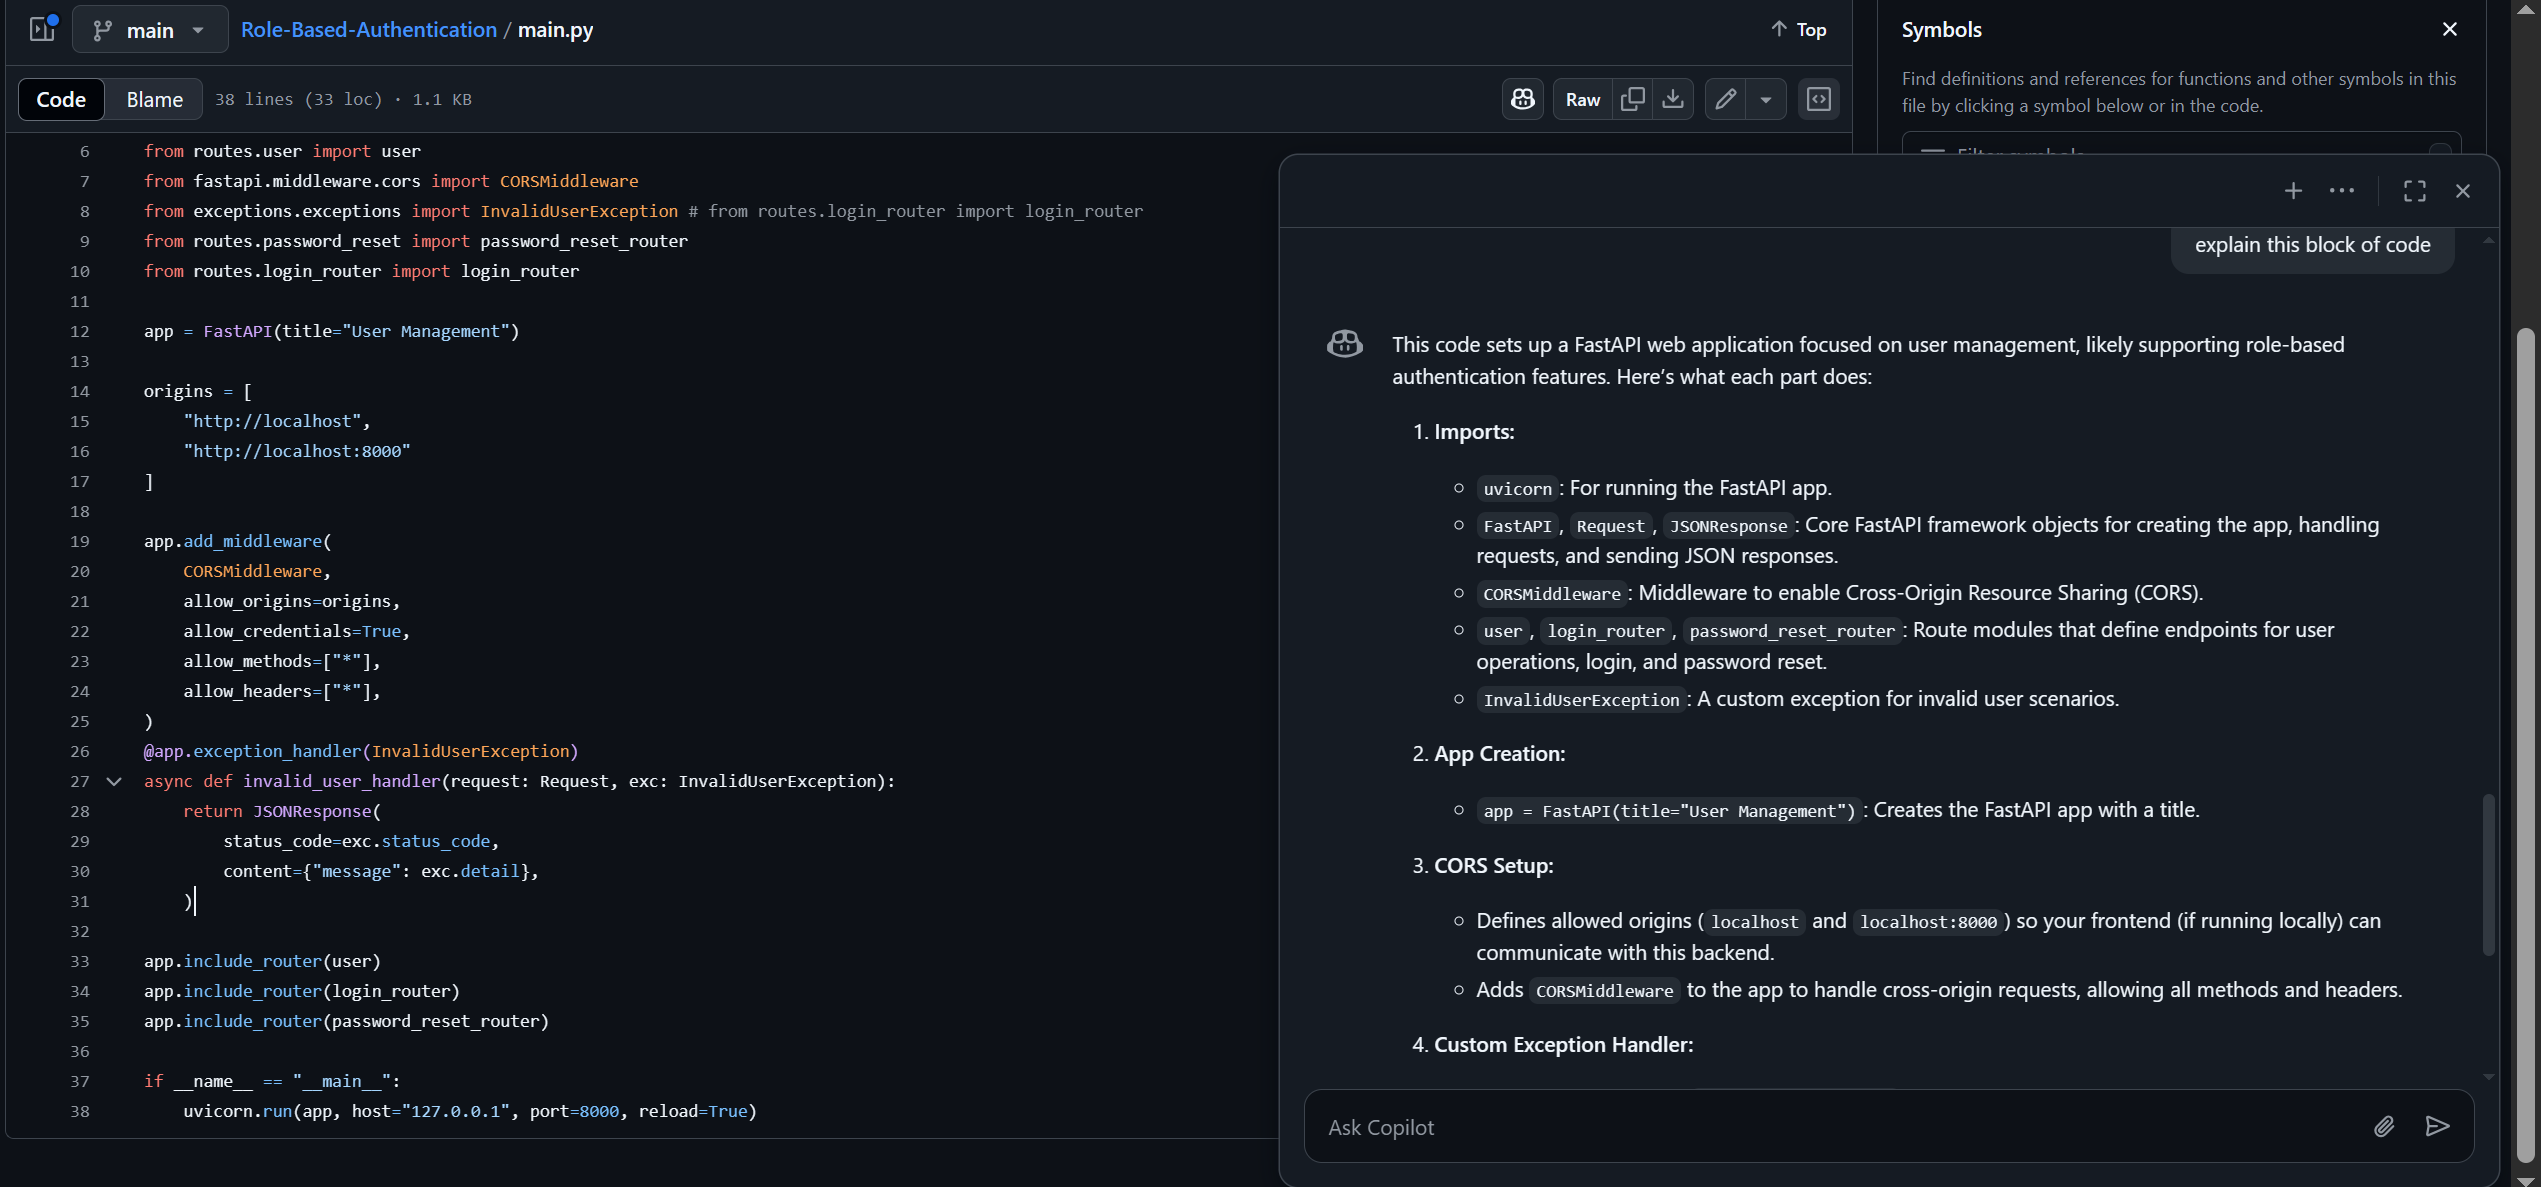 main
Role-Based-Authentication / main.py
Top
Code
Blame
38 lines (33 loc) · 1.1 KB
Raw
6 from routes.user import user
7 from fastapi.middleware.cors import CORSMiddleware
8 from exceptions.exceptions import InvalidUserException # from routes.login_router import login_router
9 from routes.password_reset import password_reset_router
10 from routes.login_router import login_router
11
12 app = FastAPI(title="User Management")
13
14 origins = [
15     "http://localhost",
16     "http://localhost:8000"
17 ]
18
19 app.add_middleware(
20     CORSMiddleware,
21     allow_origins=origins,
22     allow_credentials=True,
23     allow_methods=["*"],
24     allow_headers=["*"],
25 )
26 @app.exception_handler(InvalidUserException)
27 async def invalid_user_handler(request: Request, exc: InvalidUserException):
28     return JSONResponse(
29         status_code=exc.status_code,
30         content={"message": exc.detail},
31     )
32
33 app.include_router(user)
34 app.include_router(login_router)
35 app.include_router(password_reset_router)
36
37 if __name__ == "__main__":
38     uvicorn.run(app, host="127.0.0.1", port=8000, reload=True)
Symbols
Find definitions and references for functions and other symbols in this
file by clicking a symbol below or in the code.
Filter symbols
explain this block of code
This code sets up a FastAPI web application focused on user management, likely supporting role-based
authentication features. Here’s what each part does:
1. Imports:
uvicorn: For running the FastAPI app.
FastAPI, Request, JSONResponse: Core FastAPI framework objects for creating the app, handling
requests, and sending JSON responses.
CORSMiddleware: Middleware to enable Cross-Origin Resource Sharing (CORS).
user, login_router, password_reset_router: Route modules that define endpoints for user
operations, login, and password reset.
InvalidUserException: A custom exception for invalid user scenarios.
2. App Creation:
app = FastAPI(title="User Management"): Creates the FastAPI app with a title.
3. CORS Setup:
Defines allowed origins (localhost and localhost:8000) so your frontend (if running locally) can
communicate with this backend.
Adds CORSMiddleware to the app to handle cross-origin requests, allowing all methods and headers.
4. Custom Exception Handler:
Ask Copilot